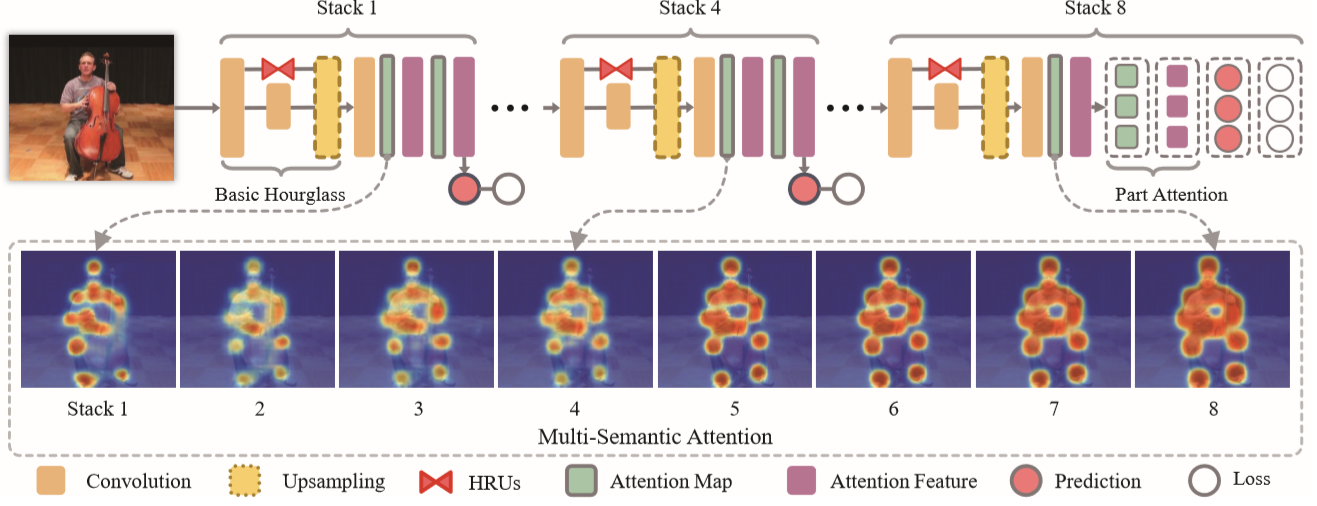 Stack 1
Stack 4
Stack 8
Basic Hourglass
Part Attention
Stack 1
2
3
4
5
6
7
8
Multi-Semantic Attention
Convolution
Upsampling
HRUs
Attention Map
Attention Feature
Prediction
Loss